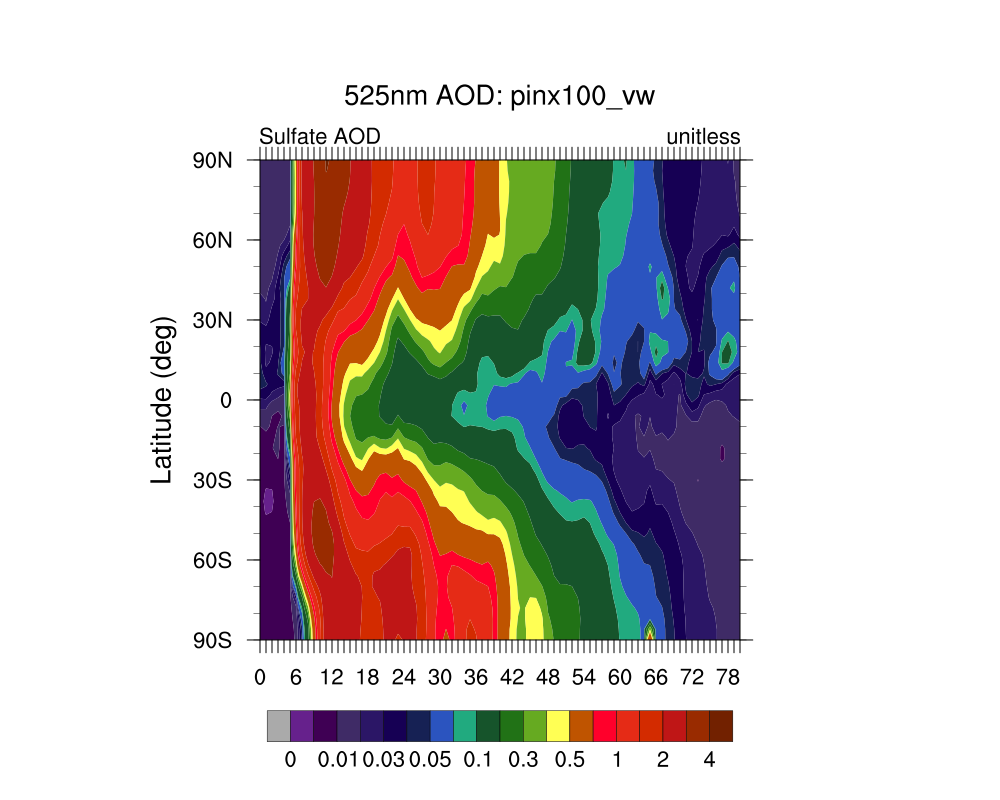 525nm AOD: pinx100_vw
Sulfate AOD unitless
90N
60N
30N
0
30S
60S
90S
Latitude (deg)
0 6 12 18 24 30 36 42 48 54 60 66 72 78
0 0.01 0.03 0.05 0.1 0.3 0.5 1 2 4